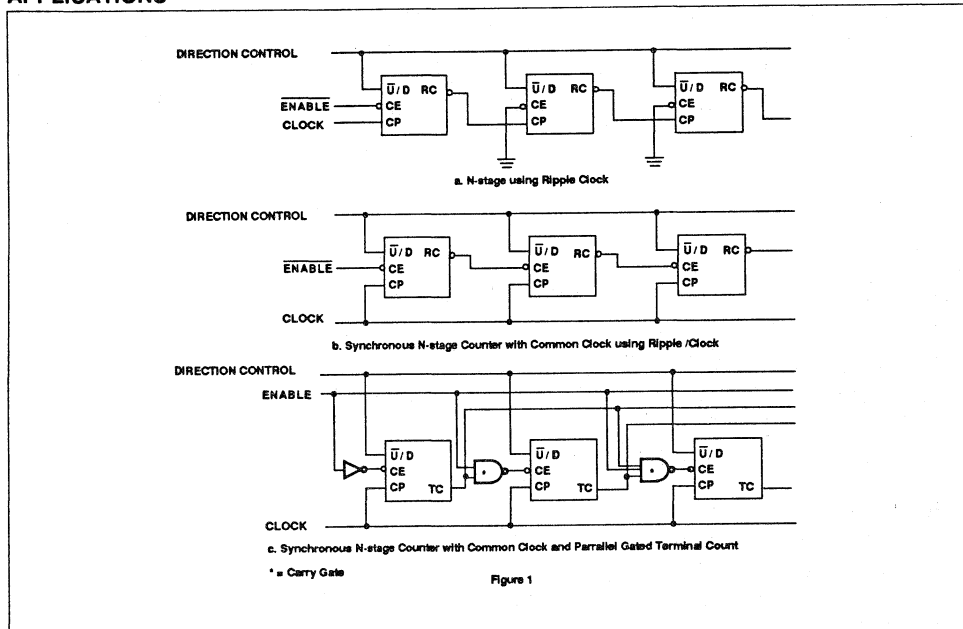 APPLICATIONS
DIRECTION CONTROL
ENABLE
CLOCK
U̅/D RC
CE
CP
U̅/D RC
CE
CP
U̅/D RC
CE
CP
a. N-stage using Ripple Clock
DIRECTION CONTROL
ENABLE
CLOCK
U̅/D RC
CE
CP
U̅/D RC
CE
CP
U̅/D RC
CE
CP
b. Synchronous N-stage Counter with Common Clock using Ripple /Clock
DIRECTION CONTROL
ENABLE
CLOCK
U̅/D
CE
CP TC
*
U̅/D
CE
CP TC
*
U̅/D
CE
CP TC
c. Synchronous N-stage Counter with Common Clock and Parrallel Gated Terminal Count
* = Carry Gate
Figure 1